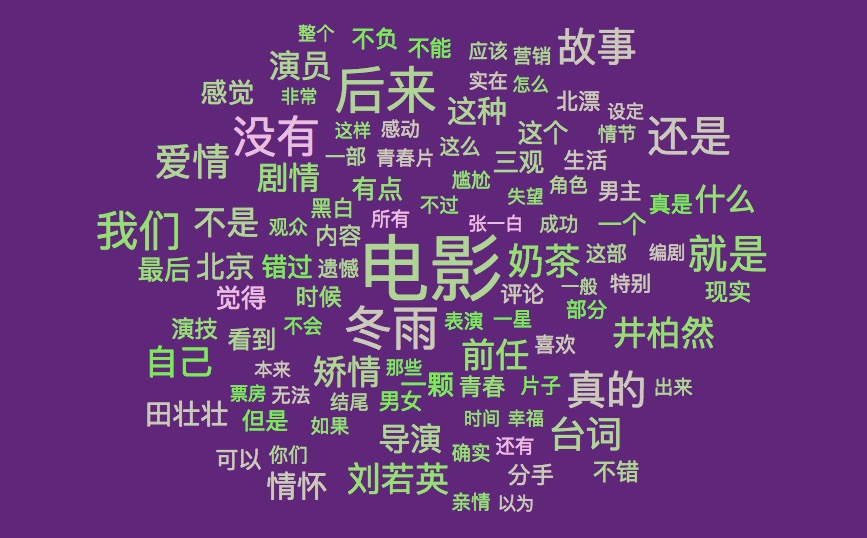 整个 不负 不能 应该 营销 故事
演员 后来 实在 怎么
感觉 非常 这种 北漂 设定
没有 这样 感动 这个 情节 还是
爱情 一部 青春片 这么 三观 生活
剧情 有点 尴尬 失望 角色 男主 真是 什么
我们 不是 观众 黑白 所有 不过 张一白 成功 一个
内容
最后 北京 错过 遗憾 电影 奶茶 这部 编剧 就是
觉得 时候 评论 一般 特别 现实
演技 看到 不会 冬雨 表演 一星 部分 井柏然
自己 本来 矫情 那些 前任 喜欢
票房 无法 一颗 青春 片子 真的 出来
田壮壮 但是 结尾 男女 时间 幸福
如果 导演 还有 台词
可以 你们 确实
情怀 刘若英 分手 不错
亲情 以为